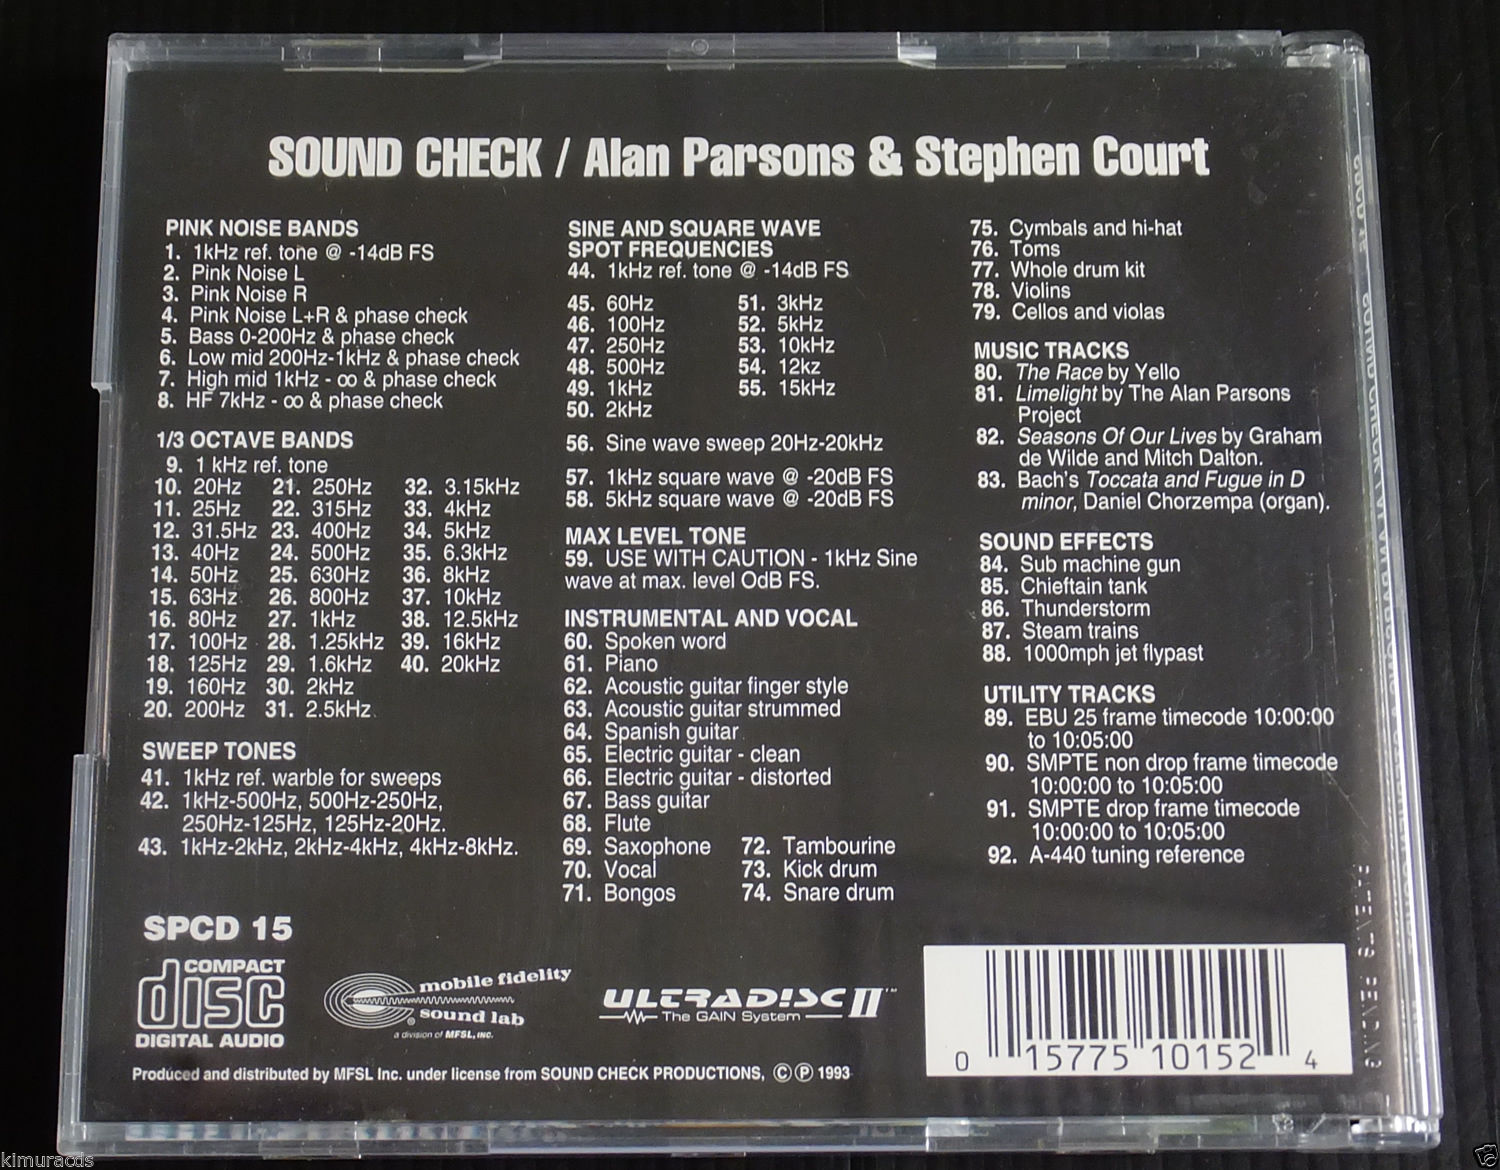 SOUND CHECK / Alan Parsons & Stephen Court
PINK NOISE BANDS
1. 1kHz ref. tone @ -14dB FS
2. Pink Noise L
3. Pink Noise R
4. Pink Noise L+R & phase check
5. Bass 0-200Hz & phase check
6. Low mid 200Hz-1kHz & phase check
7. High mid 1kHz - ∞ & phase check
8. HF 7kHz - ∞ & phase check
1/3 OCTAVE BANDS
9. 1 kHz ref. tone
10. 20Hz 21. 250Hz 32. 3.15kHz
11. 25Hz 22. 315Hz 33. 4kHz
12. 31.5Hz 23. 400Hz 34. 5kHz
13. 40Hz 24. 500Hz 35. 6.3kHz
14. 50Hz 25. 630Hz 36. 8kHz
15. 63Hz 26. 800Hz 37. 10kHz
16. 80Hz 27. 1kHz 38. 12.5kHz
17. 100Hz 28. 1.25kHz 39. 16kHz
18. 125Hz 29. 1.6kHz 40. 20kHz
19. 160Hz 30. 2kHz
20. 200Hz 31. 2.5kHz
SWEEP TONES
41. 1kHz ref. warble for sweeps
42. 1kHz-500Hz, 500Hz-250Hz,
250Hz-125Hz, 125Hz-20Hz.
43. 1kHz-2kHz, 2kHz-4kHz, 4kHz-8kHz.
SINE AND SQUARE WAVE
SPOT FREQUENCIES
44. 1kHz ref. tone @ -14dB FS
45. 60Hz 51. 3kHz
46. 100Hz 52. 5kHz
47. 250Hz 53. 10kHz
48. 500Hz 54. 12kz
49. 1kHz 55. 15kHz
50. 2kHz
56. Sine wave sweep 20Hz-20kHz
57. 1kHz square wave @ -20dB FS
58. 5kHz square wave @ -20dB FS
MAX LEVEL TONE
59. USE WITH CAUTION - 1kHz Sine
wave at max. level OdB FS.
INSTRUMENTAL AND VOCAL
60. Spoken word
61. Piano
62. Acoustic guitar finger style
63. Acoustic guitar strummed
64. Spanish guitar
65. Electric guitar - clean
66. Electric guitar - distorted
67. Bass guitar
68. Flute
69. Saxophone 72. Tambourine
70. Vocal 73. Kick drum
71. Bongos 74. Snare drum
75. Cymbals and hi-hat
76. Toms
77. Whole drum kit
78. Violins
79. Cellos and violas
MUSIC TRACKS
80. The Race by Yello
81. Limelight by The Alan Parsons
Project
82. Seasons Of Our Lives by Graham
de Wilde and Mitch Dalton.
83. Bach's Toccata and Fugue in D
minor, Daniel Chorzempa (organ).
SOUND EFFECTS
84. Sub machine gun
85. Chieftain tank
86. Thunderstorm
87. Steam trains
88. 1000mph jet flypast
UTILITY TRACKS
89. EBU 25 frame timecode 10:00:00
to 10:05:00
90. SMPTE non drop frame timecode
10:00:00 to 10:05:00
91. SMPTE drop frame timecode
10:00:00 to 10:05:00
92. A-440 tuning reference
SPCD 15
COMPACT
disc
DIGITAL AUDIO
mobile fidelity
sound lab
®
a division of MFSL, INC.
ULTRADISC II™
The GAIN System
0 15775 10152 4
Produced and distributed by MFSL Inc. under license from SOUND CHECK PRODUCTIONS, © ℗ 1993
PATENTS PENDING
kimuracds